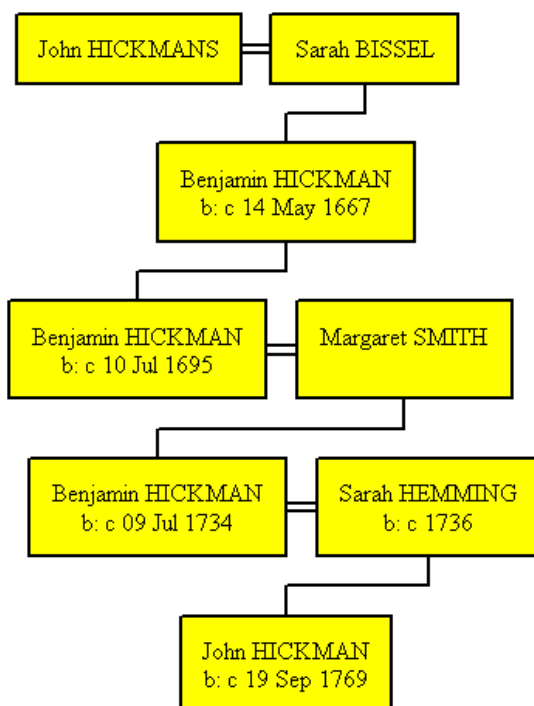 John HICKMANS
Sarah BISSEL
Benjamin HICKMAN
b: c 14 May 1667
Benjamin HICKMAN
b: c 10 Jul 1695
Margaret SMITH
Benjamin HICKMAN
b: c 09 Jul 1734
Sarah HEMMING
b: c 1736
John HICKMAN
b: c 19 Sep 1769